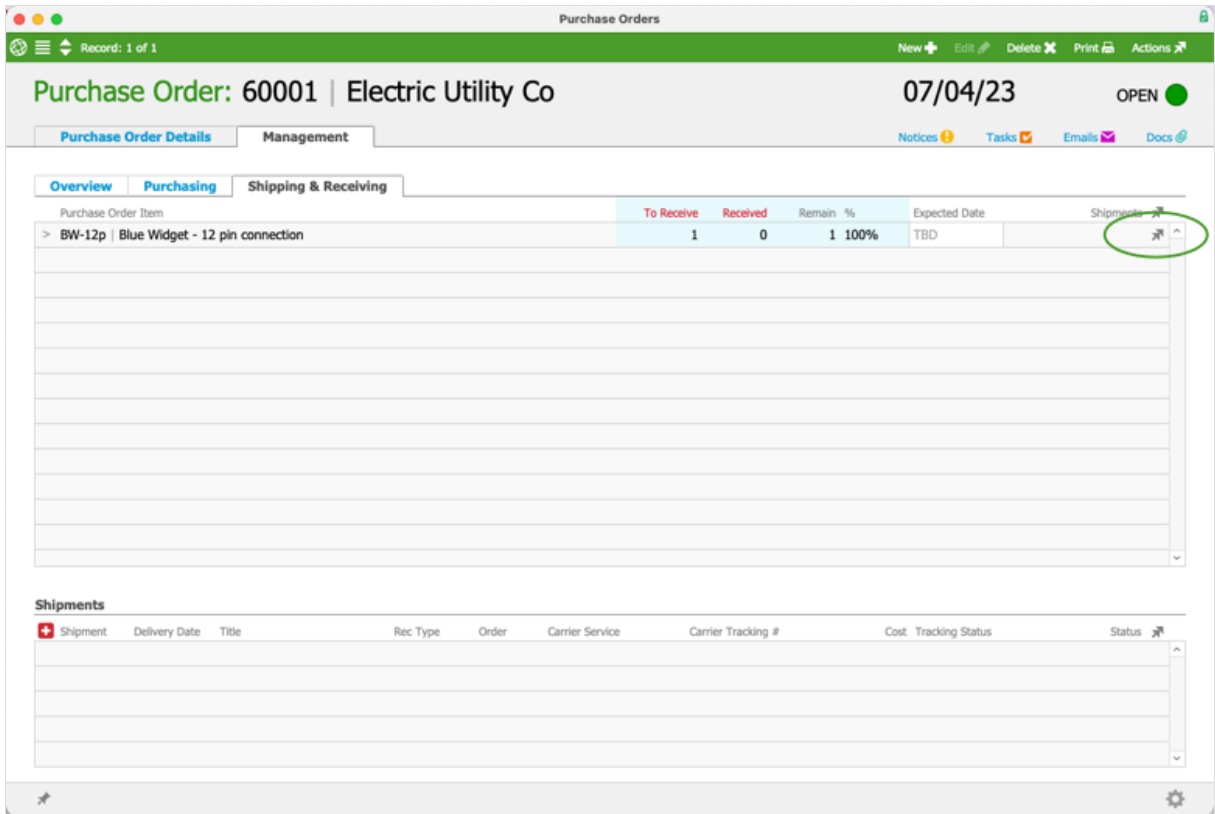 Purchase Orders
Record: 1 of 1 New Edit Delete Print Actions
Purchase Order: 60001 | Electric Utility Co 07/04/23 OPEN
Purchase Order Details Management Notices Tasks Emails Docs
Overview Purchasing Shipping & Receiving
Purchase Order Item To Receive Received Remain % Expected Date Shipments
> BW-12p | Blue Widget - 12 pin connection 1 0 1 100% TBD
Shipments
Shipment Delivery Date Title Rec Type Order Carrier Service Carrier Tracking # Cost Tracking Status Status